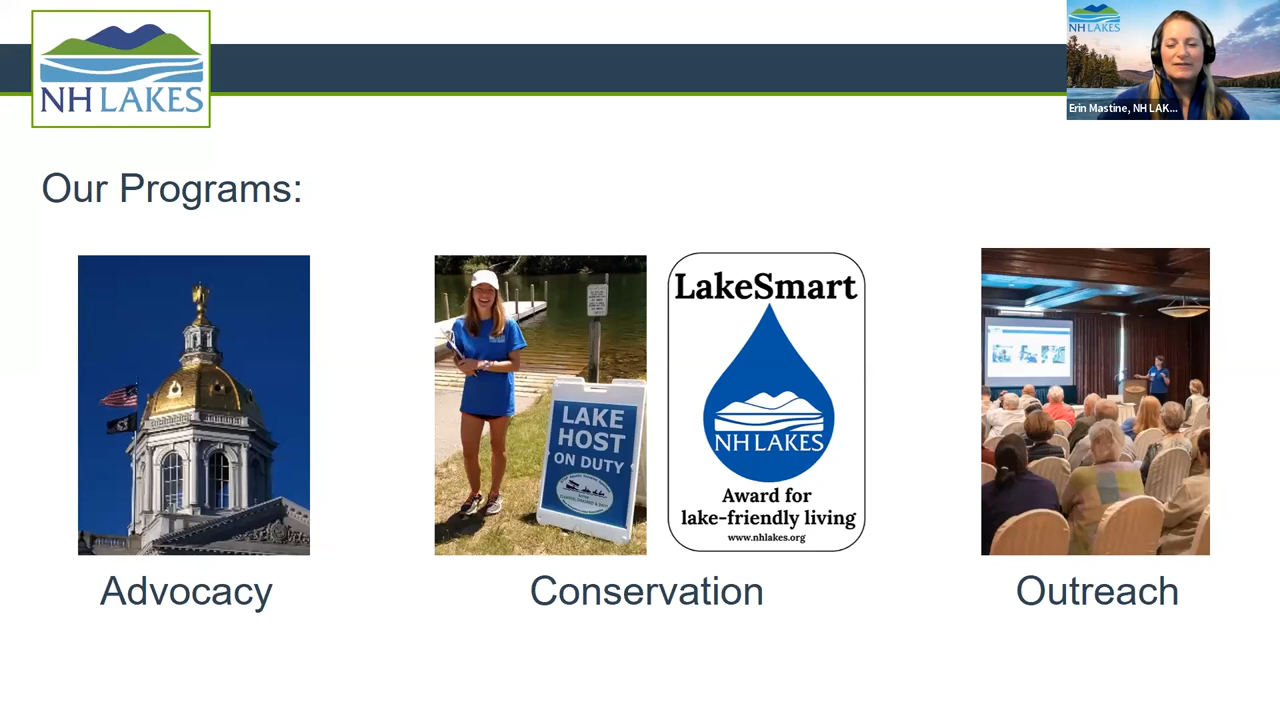 NH LAKES
NH LAKES
Erin Mastine, NH LAK...
Our Programs:
LAKE
HOST
ON DUTY
LakeSmart
NH LAKES
Award for
lake-friendly living
www.nhlakes.org
Advocacy
Conservation
Outreach